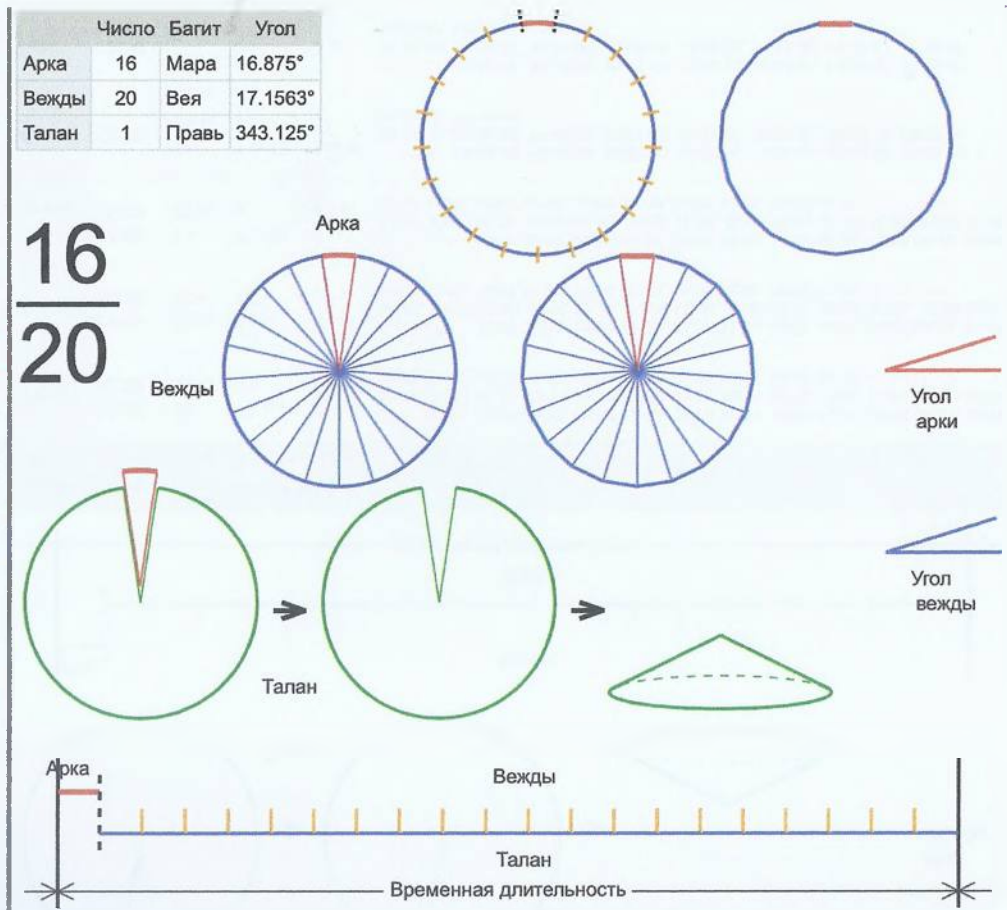 Число Багит Угол
Арка 16 Мара 16.875°
Вежды 20 Вея 17.1563°
Талан 1 Правь 343.125°
16
20
Арка
Вежды
Угол
арки
Угол
вежды
Талан
Арка
Вежды
Талан
Временная длительность